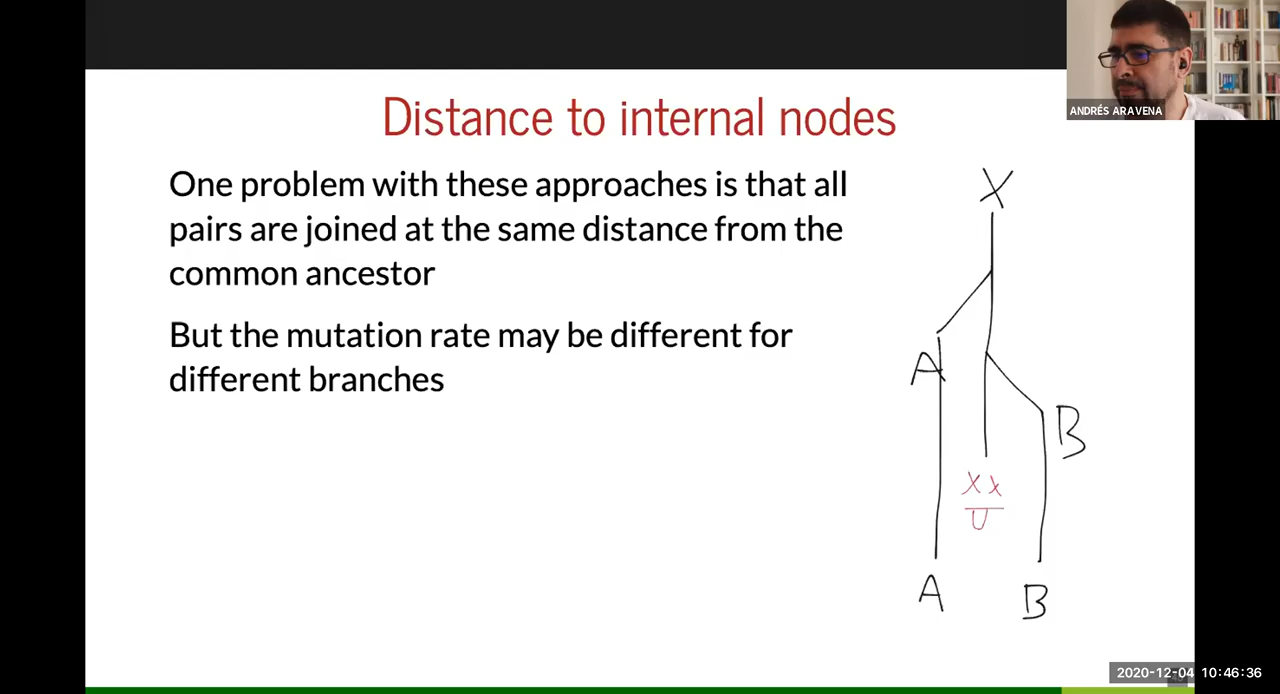 ANDRÉS ARAVENA
Distance to internal nodes
One problem with these approaches is that all
pairs are joined at the same distance from the
common ancestor
But the mutation rate may be different for
different branches
X
A
B
X x
A
B
2020-12-04 10:46:36